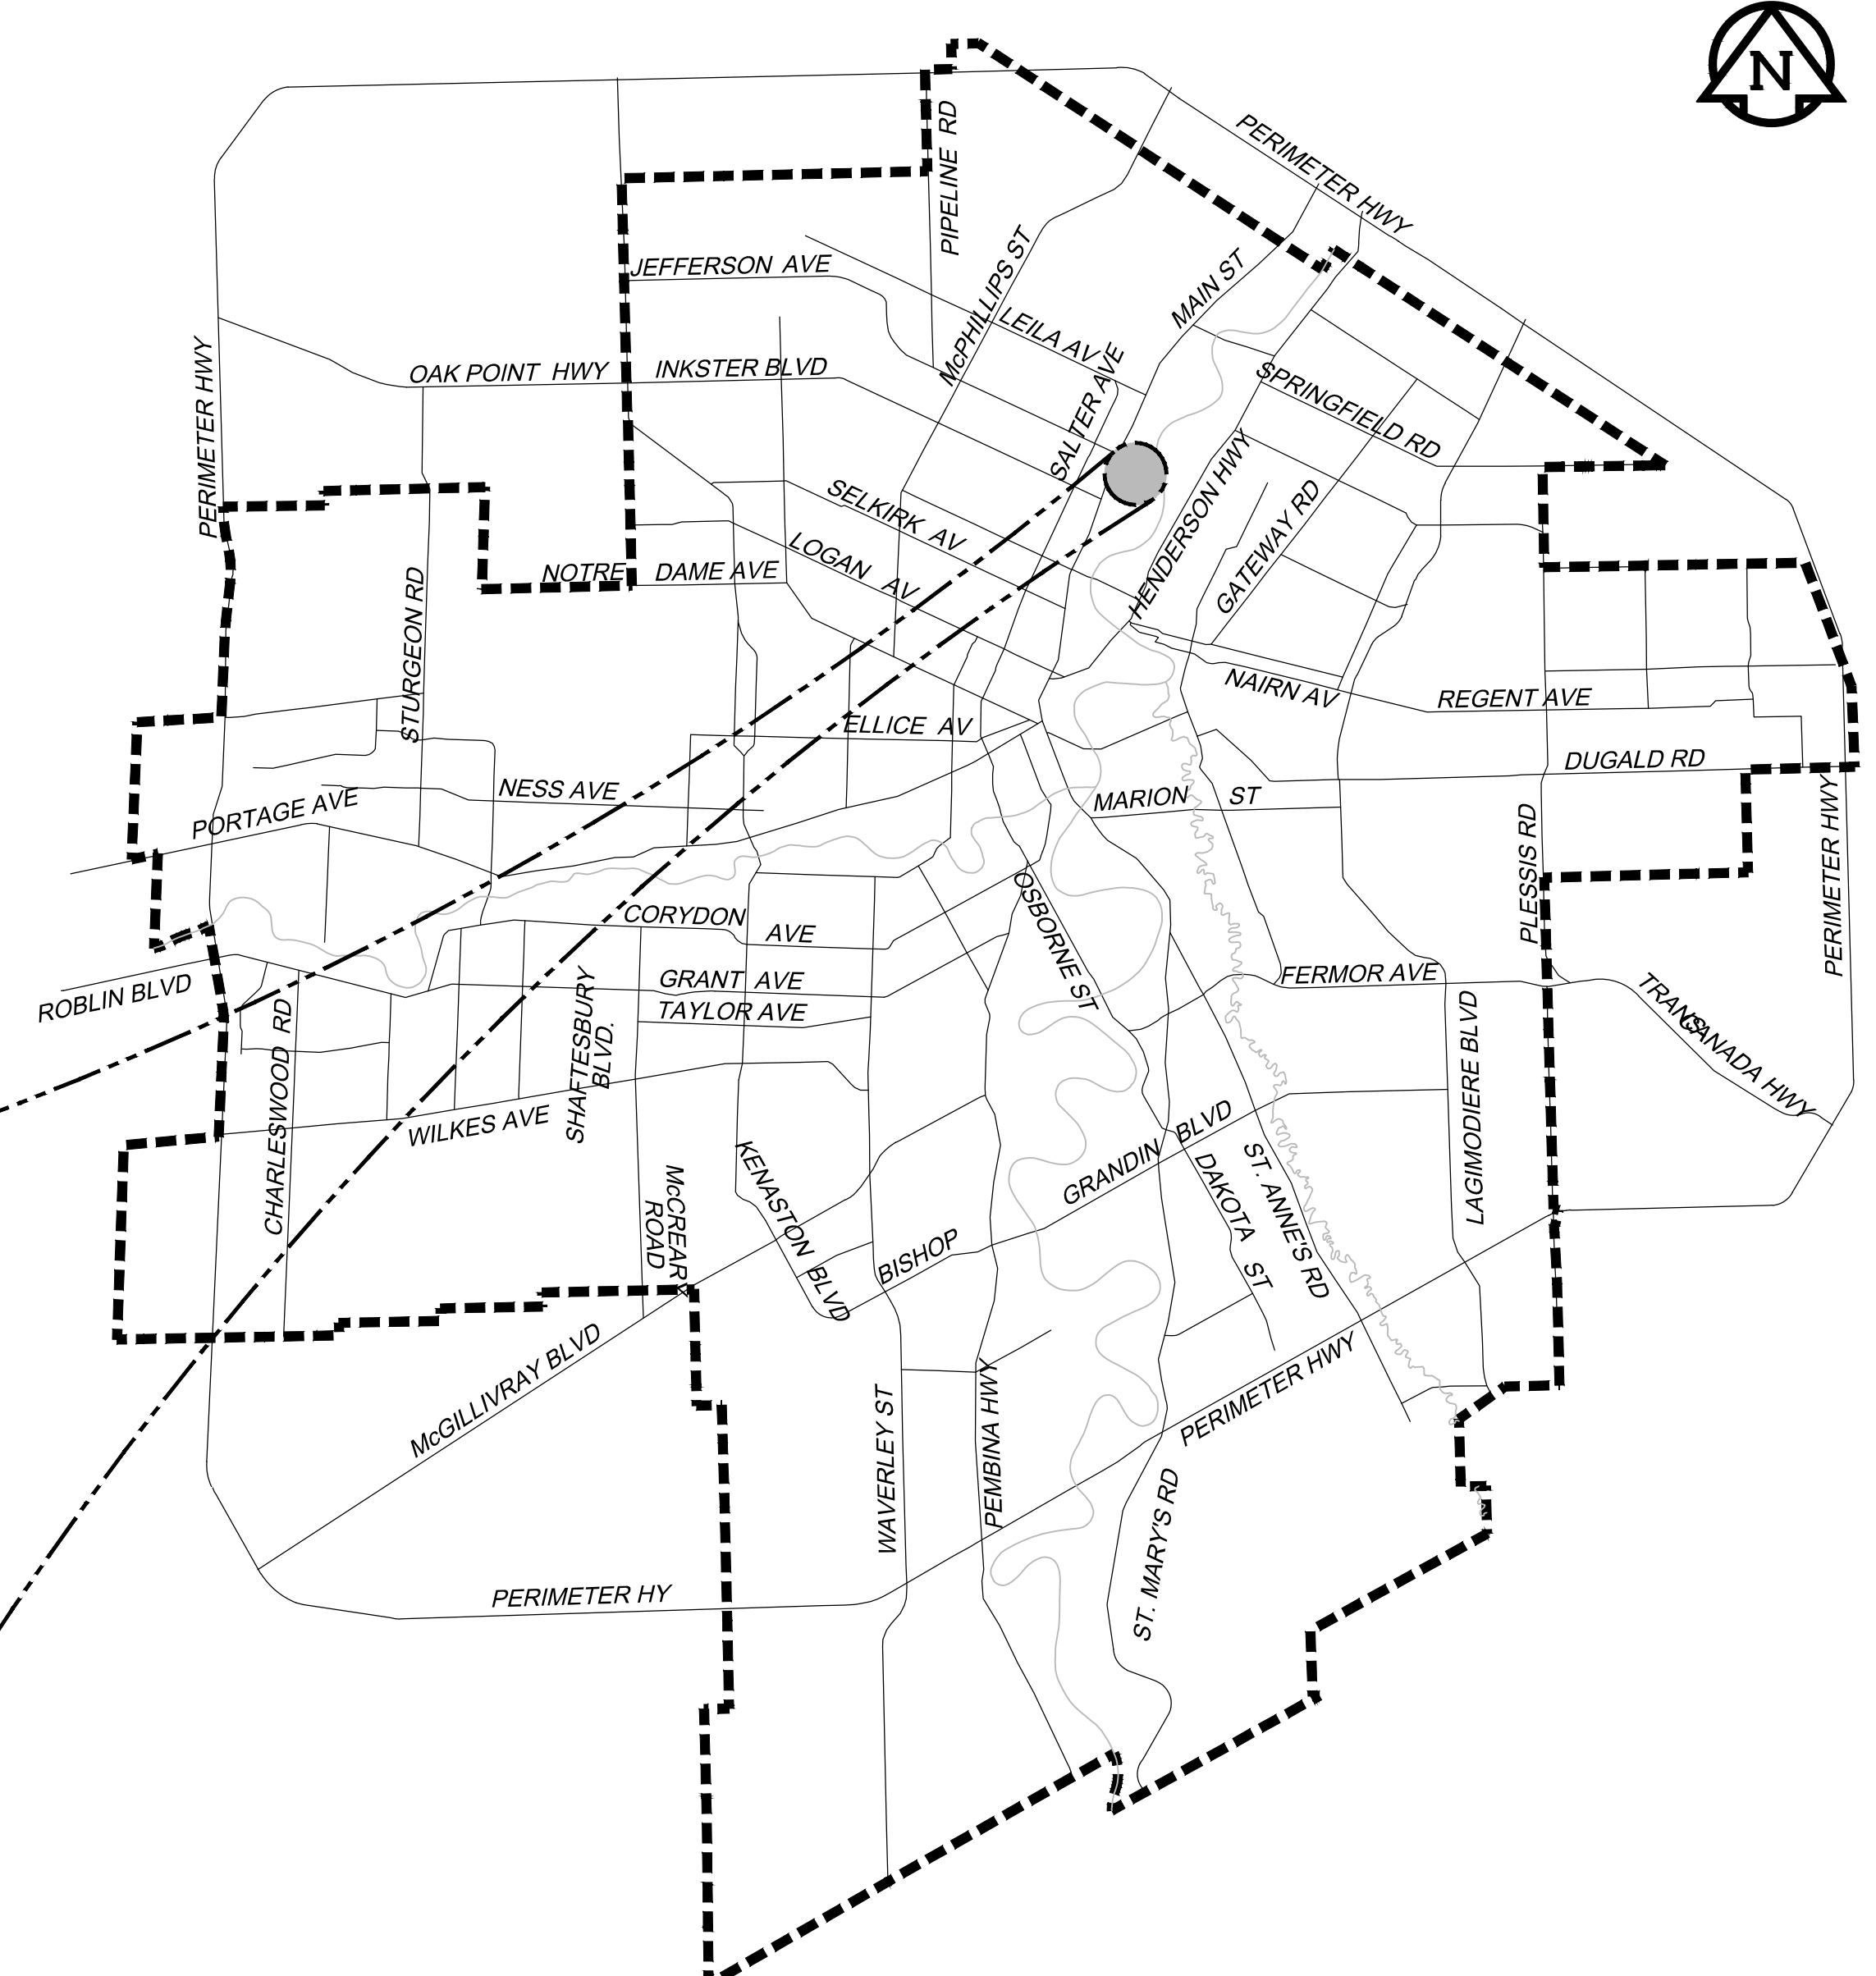 N
PERIMETER HWY
PIPELINE RD
McPHILLIPS ST
MAIN ST
JEFFERSON AVE
LEILA AV
SALTER AVE
PERIMETER HWY
OAK POINT HWY
INKSTER BLVD
SPRINGFIELD RD
HENDERSON HWY
GATEWAY RD
SELKIRK AV
LOGAN AV
NOTRE DAME AVE
STURGEON RD
NAIRN AV
REGENT AVE
ELLICE AV
DUGALD RD
NESS AVE
MARION ST
PORTAGE AVE
PLESSIS RD
PERIMETER HWY
CORYDON AVE
OSBORNE ST
GRANT AVE
FERMOR AVE
ROBLIN BLVD
TAYLOR AVE
TRANS
CANADA HWY
CHARLESWOOD RD
SHAFTESBURY
BLVD.
LAGIMODIERE BLVD
WILKES AVE
GRANDIN BLVD
KENASTON BLVD
McCREARY
ROAD
DAKOTA ST
ST. ANNE'S RD
BISHOP
McGILLIVRAY BLVD
PERIMETER HWY
WAVERLEY ST
PEMBINA HWY
ST. MARY'S RD
PERIMETER HY